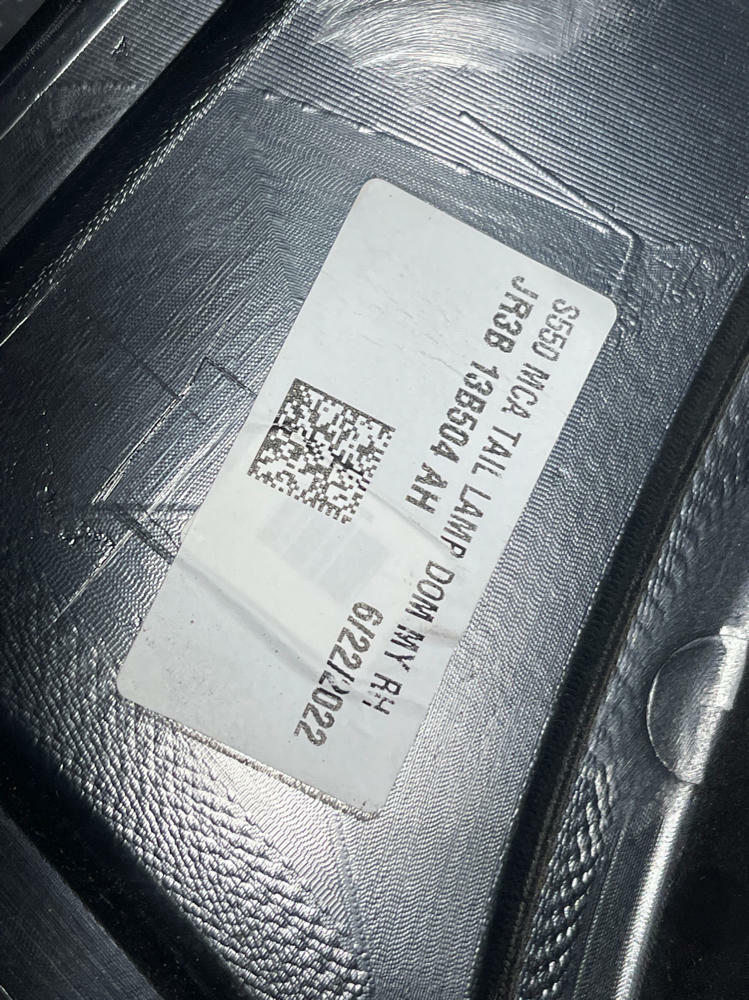 S550 MCA TAIL LAMP DOM MY RH
JR3B 13B504 AH
6/22/2022